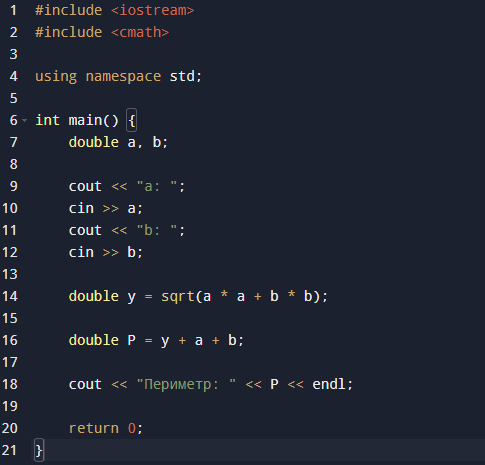 1 #include <iostream>
2 #include <cmath>
3
4 using namespace std;
5
6 int main() {
7     double a, b;
8
9     cout << "a: ";
10     cin >> a;
11     cout << "b: ";
12     cin >> b;
13
14     double y = sqrt(a * a + b * b);
15
16     double P = y + a + b;
17
18     cout << "Периметр: " << P << endl;
19
20     return 0;
21 }